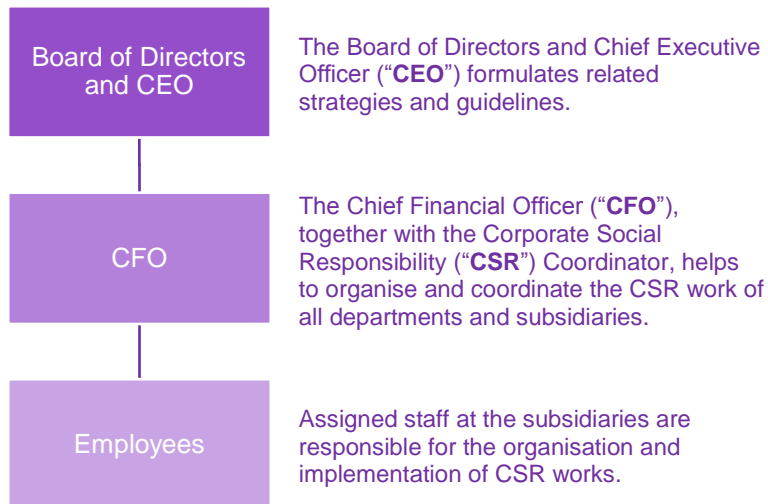 Board of Directors
and CEO
The Board of Directors and Chief Executive
Officer (“CEO”) formulates related
strategies and guidelines.
CFO
The Chief Financial Officer (“CFO”),
together with the Corporate Social
Responsibility (“CSR”) Coordinator, helps
to organise and coordinate the CSR work of
all departments and subsidiaries.
Employees
Assigned staff at the subsidiaries are
responsible for the organisation and
implementation of CSR works.